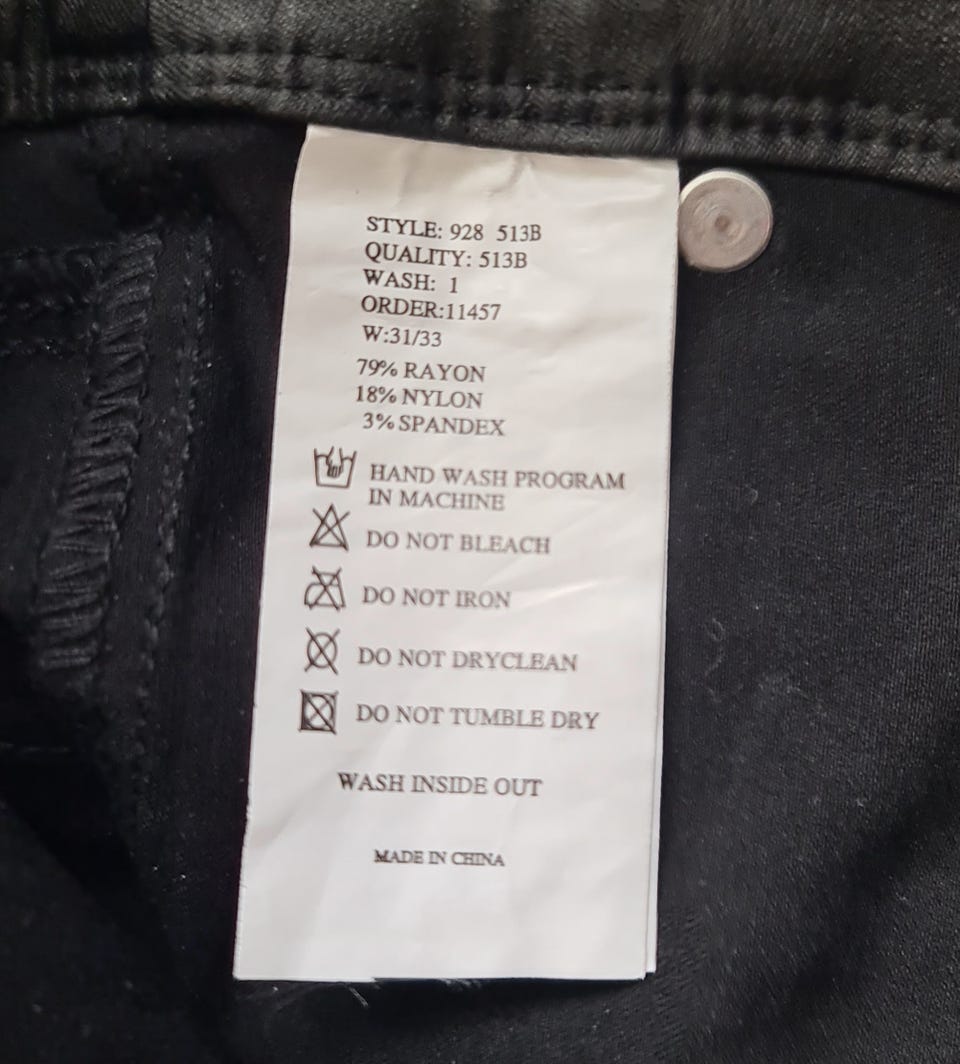 STYLE: 928 513B
QUALITY: 513B
WASH: 1
ORDER:11457
W:31/33
79% RAYON
18% NYLON
3% SPANDEX
HAND WASH PROGRAM
IN MACHINE
DO NOT BLEACH
DO NOT IRON
DO NOT DRYCLEAN
DO NOT TUMBLE DRY
WASH INSIDE OUT
MADE IN CHINA